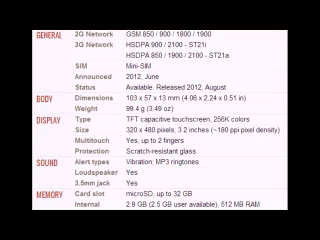 GENERAL 2G Network GSM 850 / 900 / 1800 / 1900
3G Network HSDPA 900 / 2100 - ST21i
HSDPA 850 / 1900 / 2100 - ST21a
SIM Mini-SIM
Announced 2012, June
Status Available. Released 2012, August
BODY Dimensions 103 x 57 x 13 mm (4.06 x 2.24 x 0.51 in)
Weight 99.4 g (3.49 oz)
DISPLAY Type TFT capacitive touchscreen, 256K colors
Size 320 x 480 pixels, 3.2 inches (~180 ppi pixel density)
Multitouch Yes, up to 2 fingers
Protection Scratch-resistant glass
SOUND Alert types Vibration; MP3 ringtones
Loudspeaker Yes
3.5mm jack Yes
MEMORY Card slot microSD, up to 32 GB
Internal 2.9 GB (2.5 GB user available), 512 MB RAM